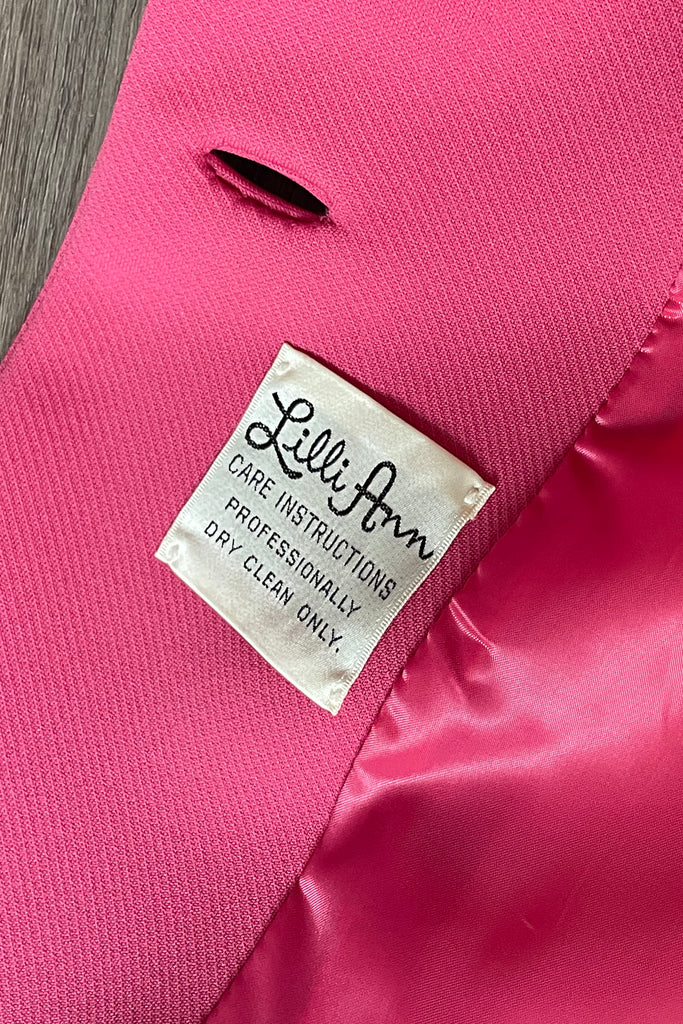 Lilli Ann
CARE INSTRUCTIONS
PROFESSIONALLY
DRY CLEAN ONLY.